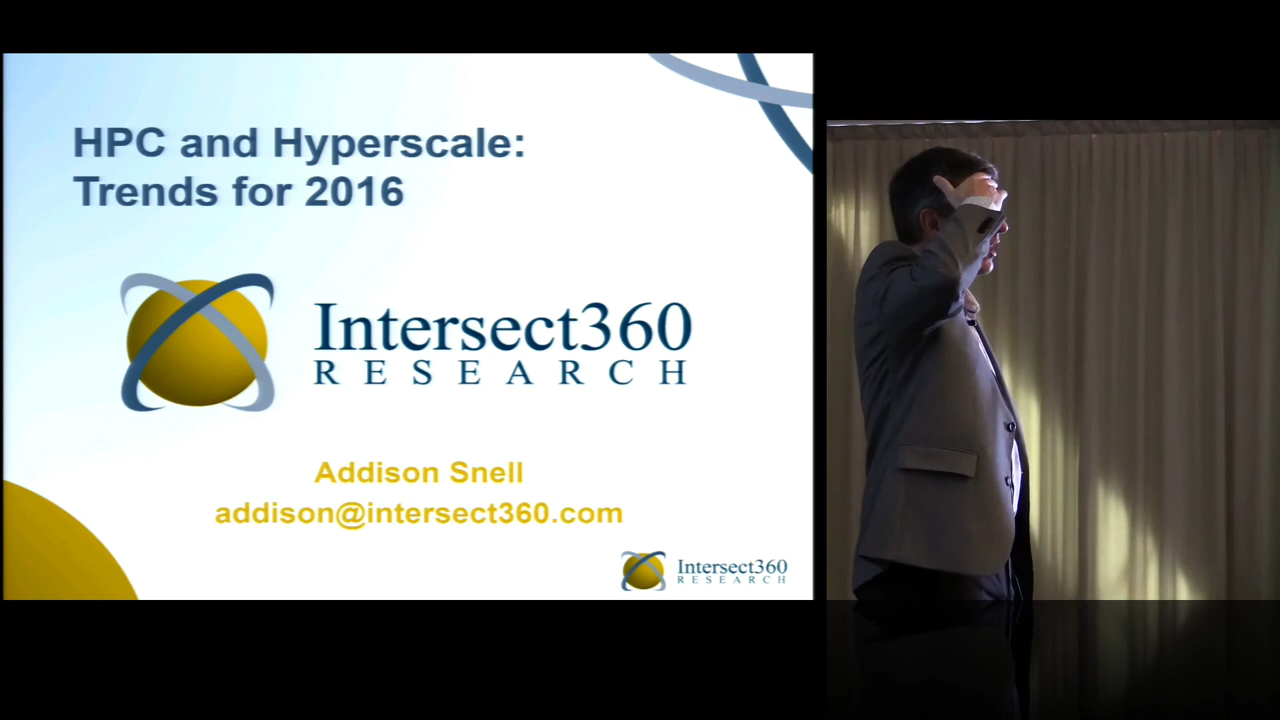 HPC and Hyperscale:
Trends for 2016
Intersect360
RESEARCH
Addison Snell
addison@intersect360.com
Intersect360
RESEARCH